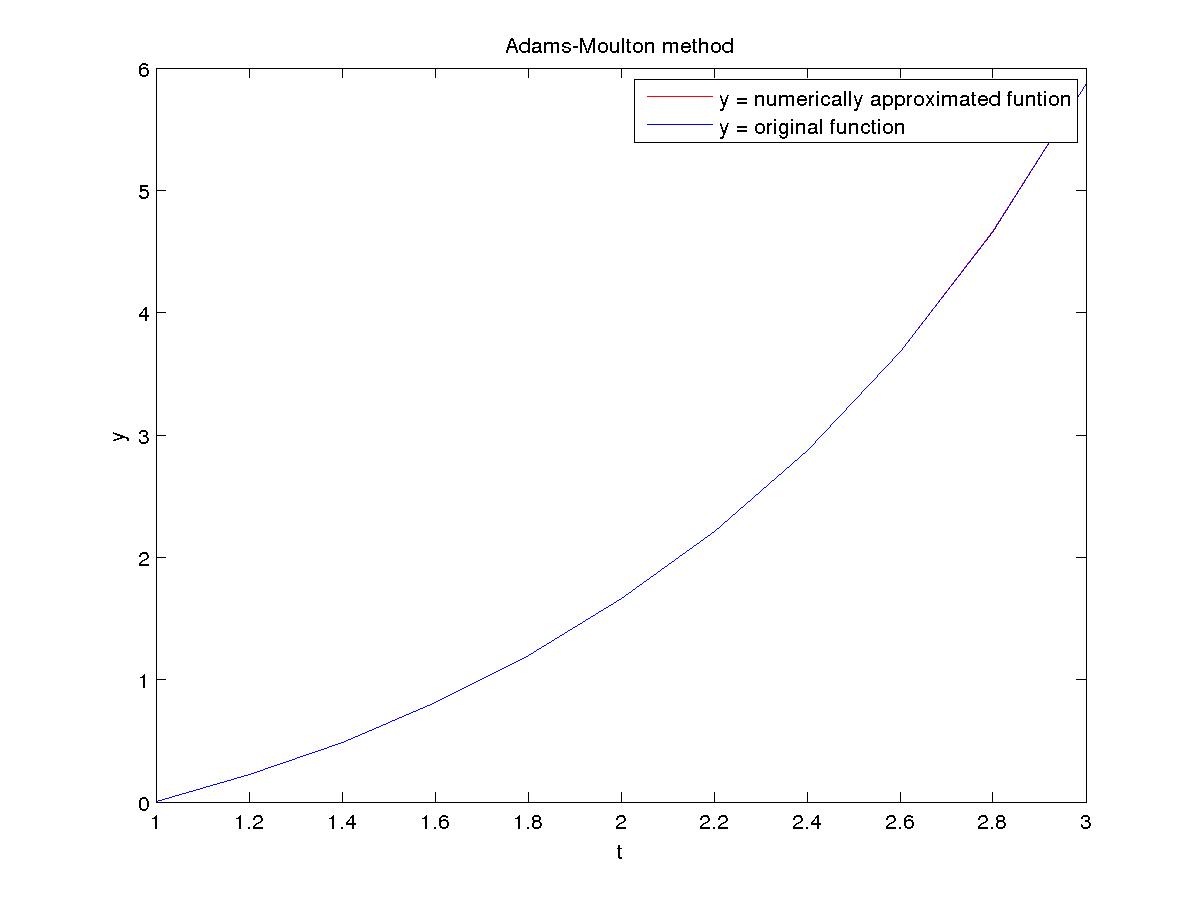 Adams-Moulton method
y = numerically approximated funtion
y = original function
6
5
4
3
2
1
0
y
1 1.2 1.4 1.6 1.8 2 2.2 2.4 2.6 2.8 3
t